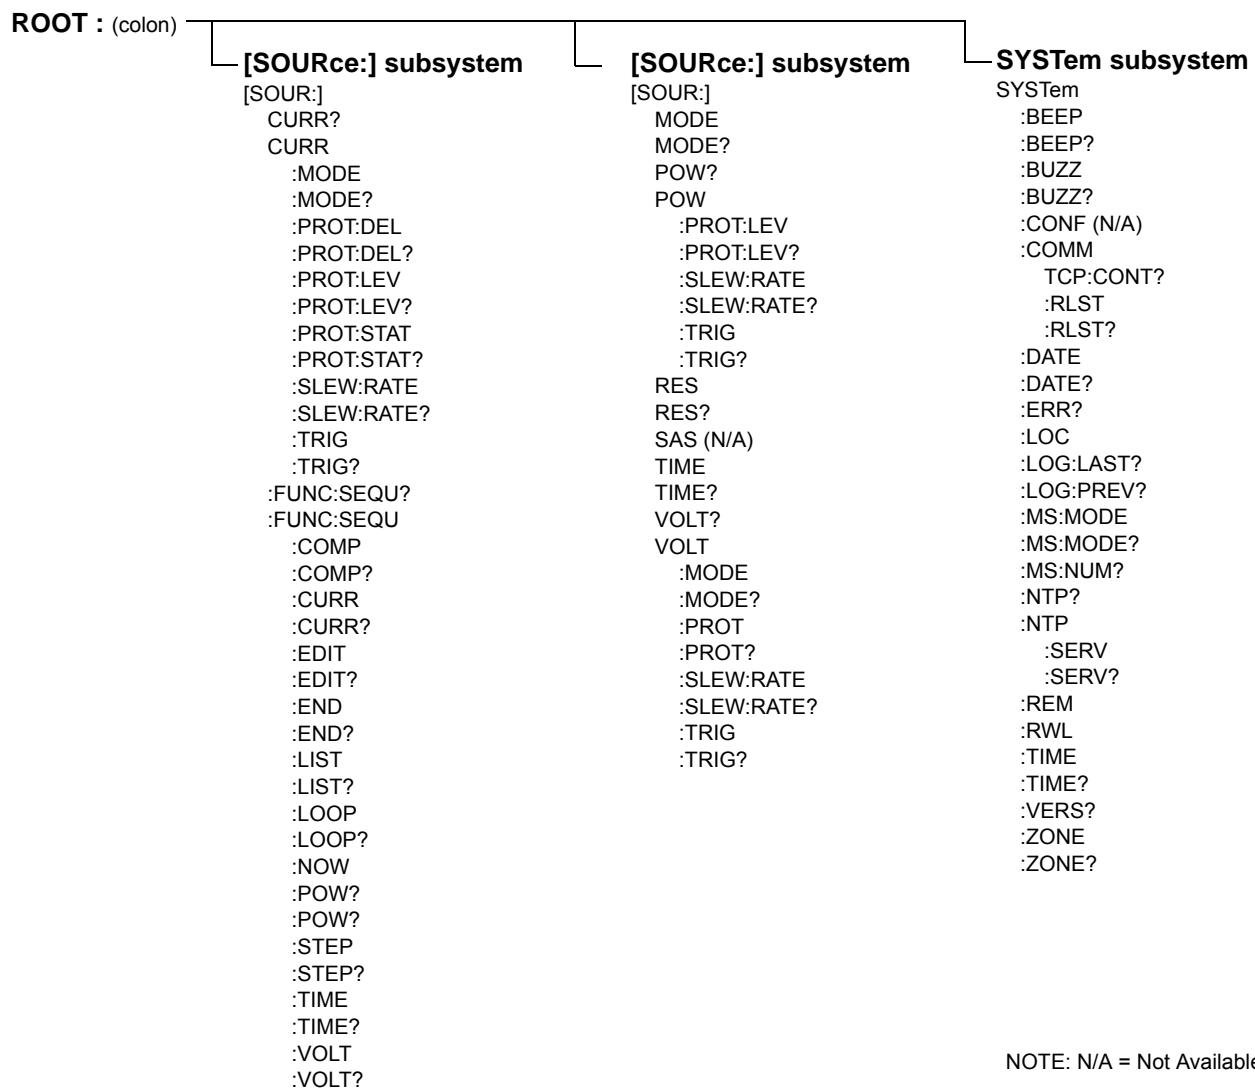 ROOT : (colon)
[SOURce:] subsystem
[SOUR:]
CURR?
CURR
:MODE
:MODE?
:PROT:DEL
:PROT:DEL?
:PROT:LEV
:PROT:LEV?
:PROT:STAT
:PROT:STAT?
:SLEW:RATE
:SLEW:RATE?
:TRIG
:TRIG?
:FUNC:SEQU?
:FUNC:SEQU
:COMP
:COMP?
:CURR
:CURR?
:EDIT
:EDIT?
:END
:END?
:LIST
:LIST?
:LOOP
:LOOP?
:NOW
:POW?
:POW?
:STEP
:STEP?
:TIME
:TIME?
:VOLT
:VOLT?
[SOURce:] subsystem
[SOUR:]
MODE
MODE?
POW?
POW
:PROT:LEV
:PROT:LEV?
:SLEW:RATE
:SLEW:RATE?
:TRIG
:TRIG?
RES
RES?
SAS (N/A)
TIME
TIME?
VOLT?
VOLT
:MODE
:MODE?
:PROT
:PROT?
:SLEW:RATE
:SLEW:RATE?
:TRIG
:TRIG?
SYSTem subsystem
SYSTem
:BEEP
:BEEP?
:BUZZ
:BUZZ?
:CONF (N/A)
:COMM
TCP:CONT?
:RLST
:RLST?
:DATE
:DATE?
:ERR?
:LOC
:LOG:LAST?
:LOG:PREV?
:MS:MODE
:MS:MODE?
:MS:NUM?
:NTP?
:NTP
:SERV
:SERV?
:REM
:RWL
:TIME
:TIME?
:VERS?
:ZONE
:ZONE?
NOTE: N/A = Not Available